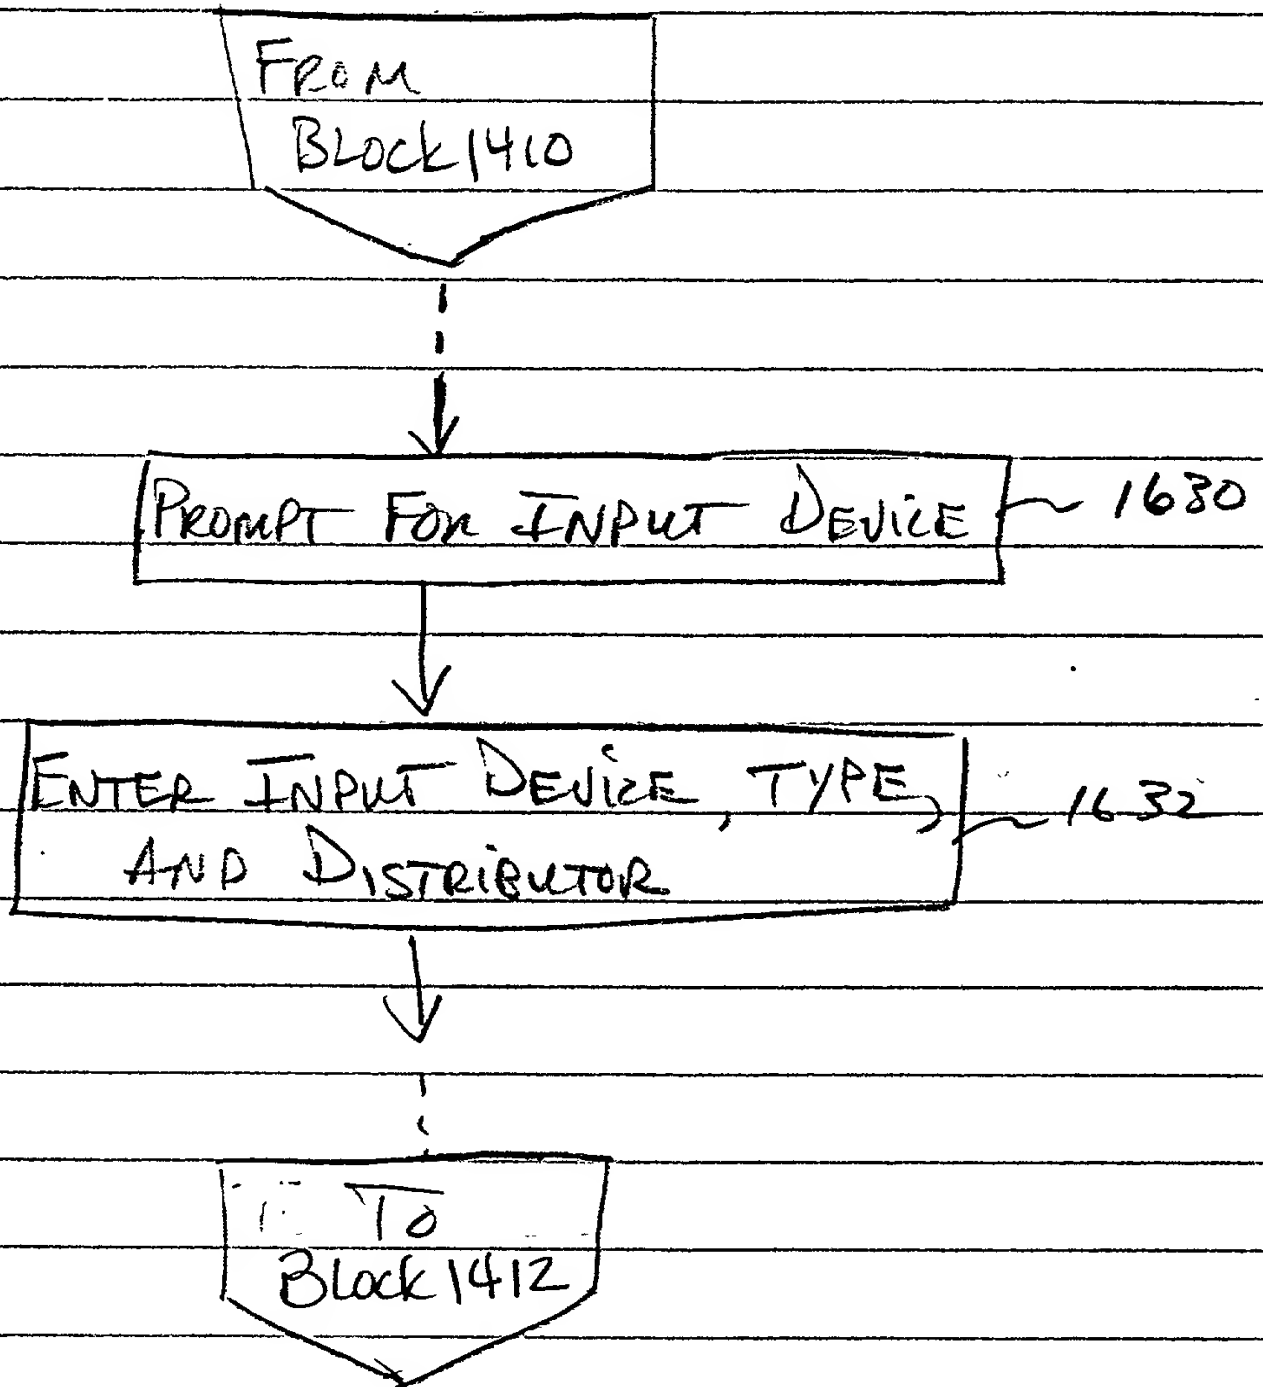 FROM
BLOCK 1410
PROMPT FOR INPUT DEVICE
1630
ENTER INPUT DEVICE, TYPE,
AND DISTRIBUTOR
1632
TO
BLOCK 1412